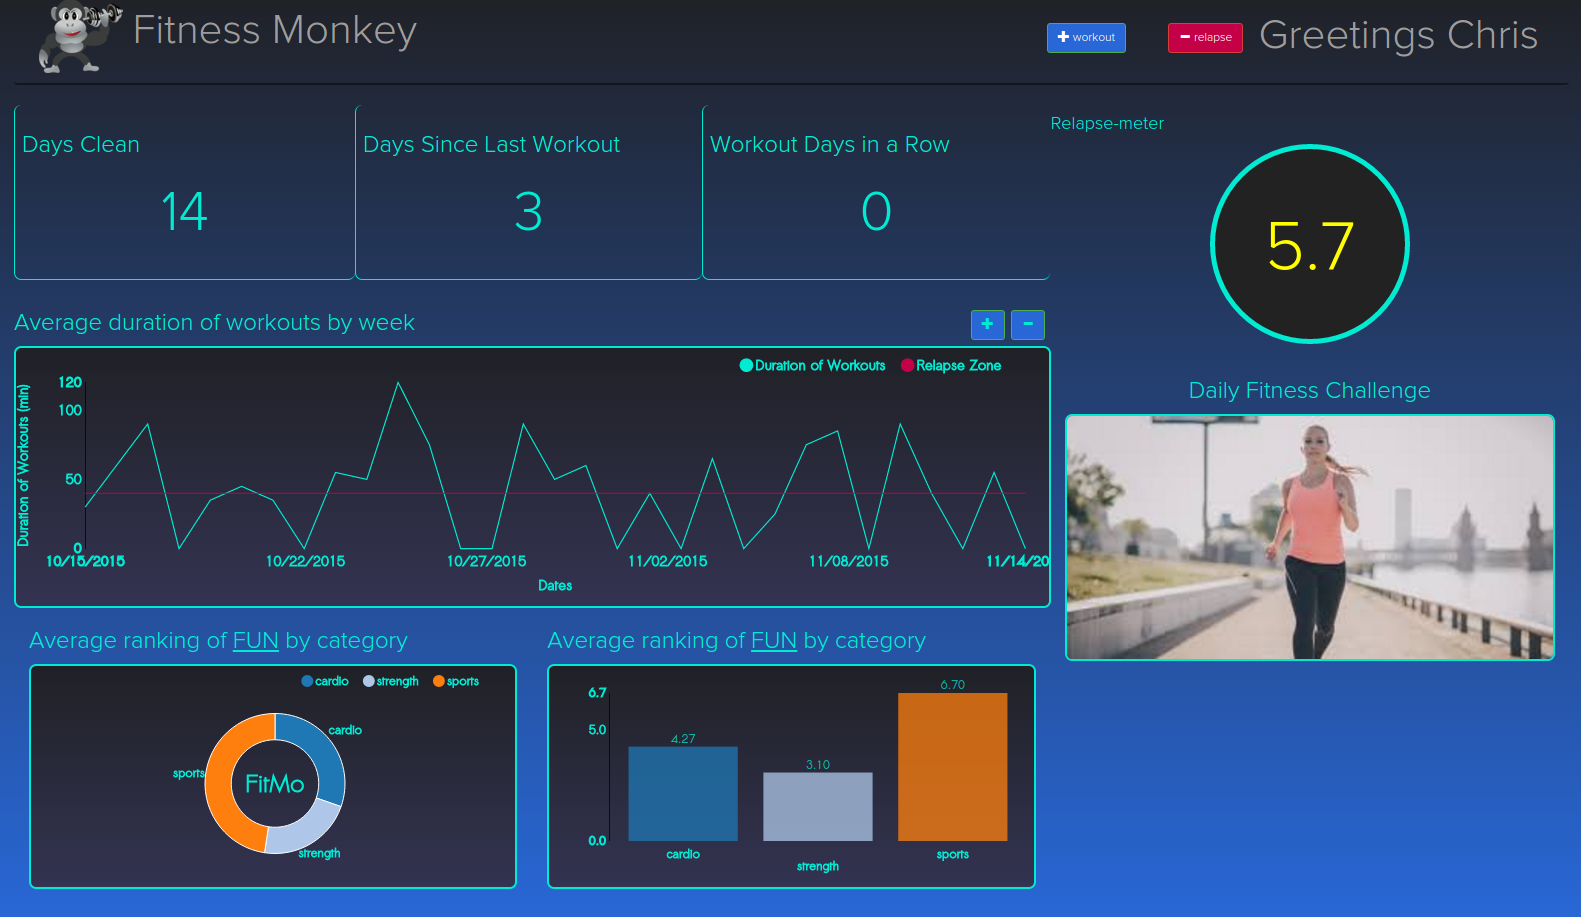 Fitness Monkey
workout
relapse
Greetings Chris
Days Clean
14
Days Since Last Workout
3
Workout Days in a Row
0
Relapse-meter
5.7
Average duration of workouts by week
Duration of Workouts
Relapse Zone
Duration of Workouts (min)
120
100
50
0
10/15/2015
10/22/2015
10/27/2015
11/02/2015
11/08/2015
11/14/20
Dates
Daily Fitness Challenge
Average ranking of FUN by category
cardio
strength
sports
cardio
sports
FitMo
strength
Average ranking of FUN by category
6.7
5.0
0.0
4.27
3.10
6.70
cardio
strength
sports